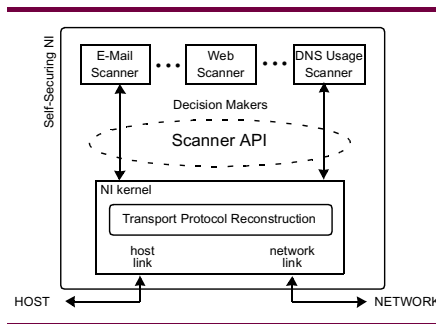 Self-Securing NI
E-Mail Scanner
• • •
Web Scanner
• • •
DNS Usage Scanner
Decision Makers
Scanner API
NI kernel
Transport Protocol Reconstruction
host link
network link
HOST
NETWORK